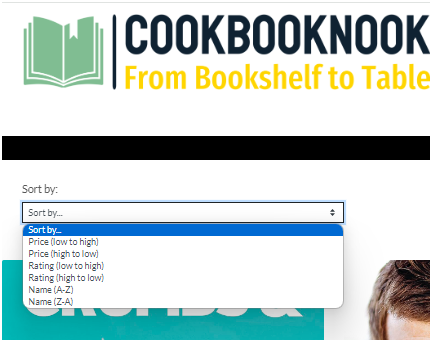 COOKBOOKNOOK
From Bookshelf to Table
Sort by:
Sort by...
Sort by...
Price (low to high)
Price (high to low)
Rating (low to high)
Rating (high to low)
Name (A-Z)
Name (Z-A)